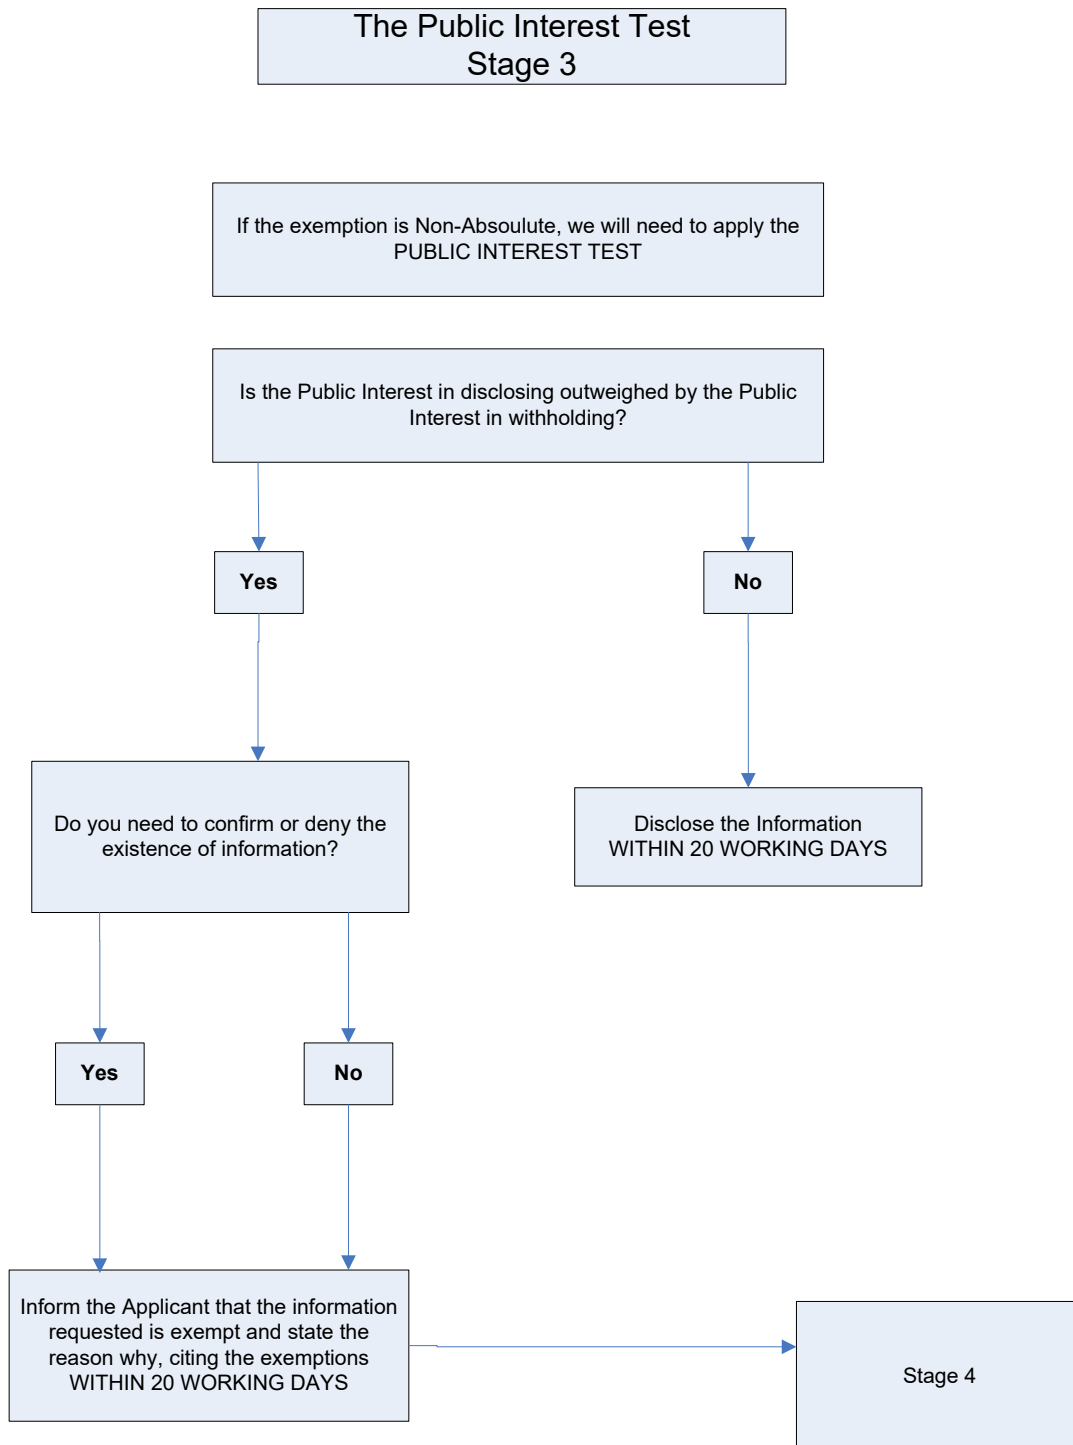 The Public Interest Test
Stage 3
If the exemption is Non-Absoulute, we will need to apply the
PUBLIC INTEREST TEST
Is the Public Interest in disclosing outweighed by the Public
Interest in withholding?
Yes
No
Do you need to confirm or deny the
existence of information?
Disclose the Information
WITHIN 20 WORKING DAYS
Yes
No
Inform the Applicant that the information
requested is exempt and state the
reason why, citing the exemptions
WITHIN 20 WORKING DAYS
Stage 4